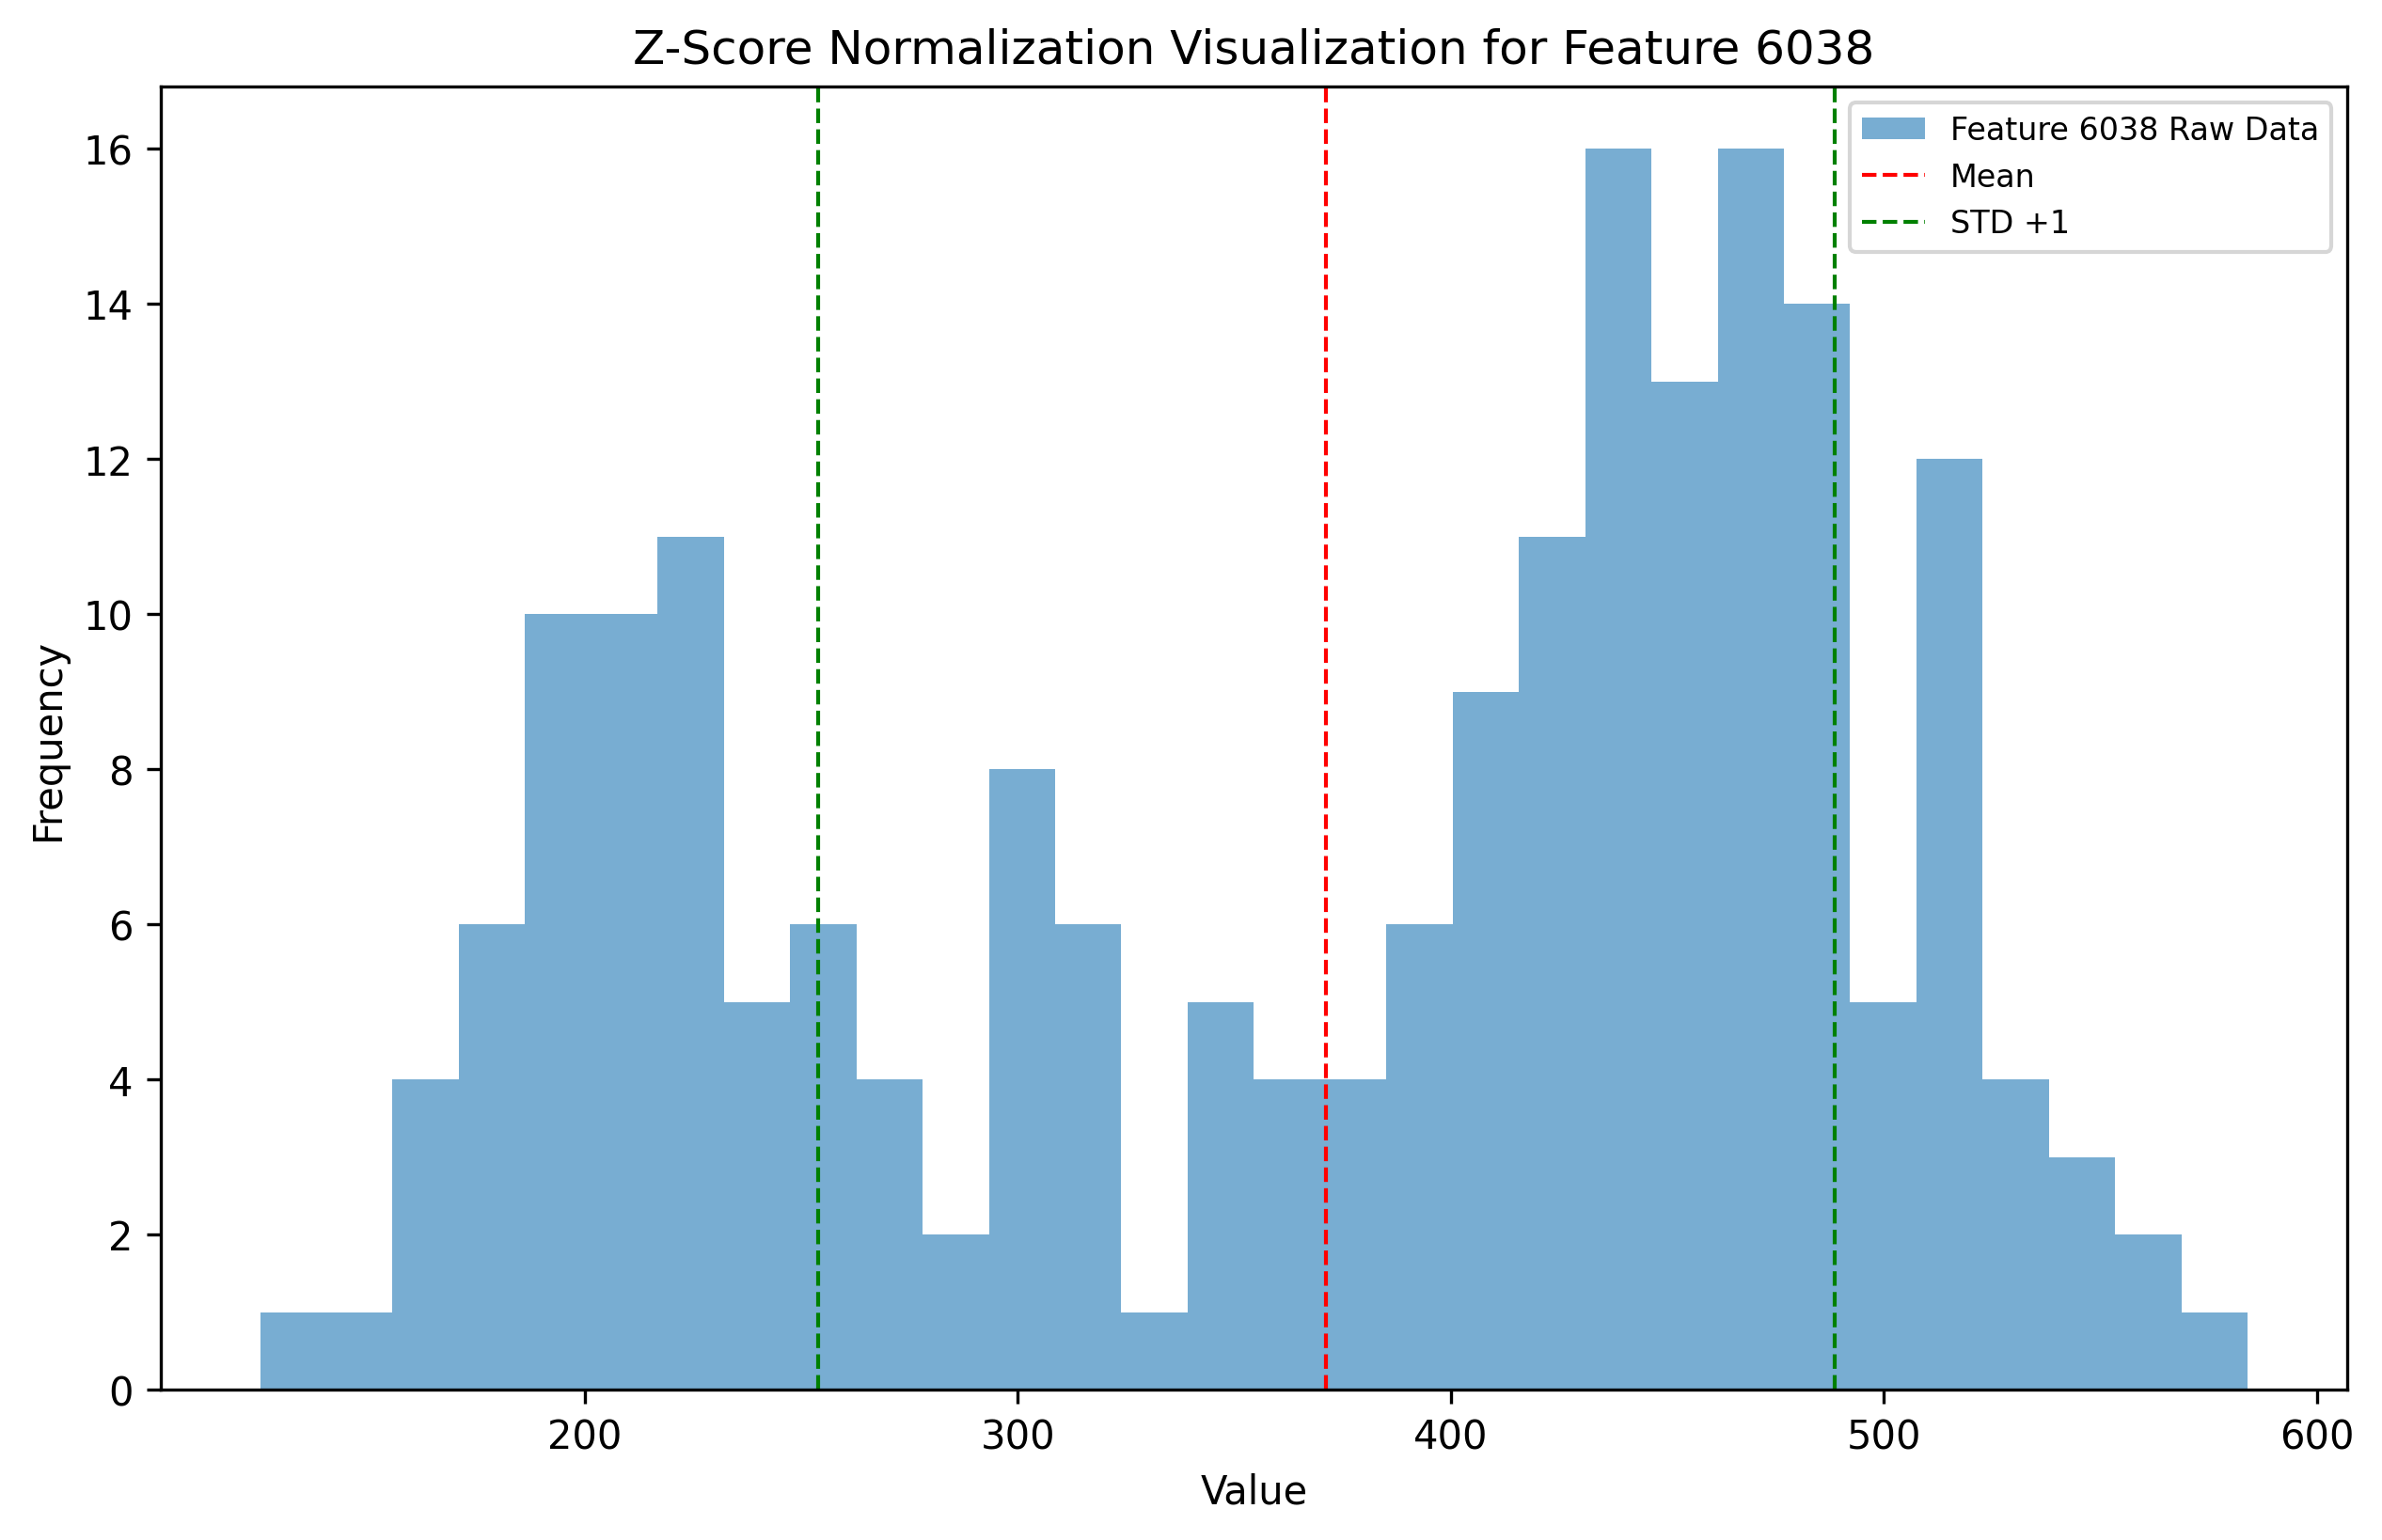 Z-Score Normalization Visualization for Feature 6038
Feature 6038 Raw Data
Mean
STD +1
16
14
12
10
8
6
4
2
0
Frequency
200 300 400 500 600
Value